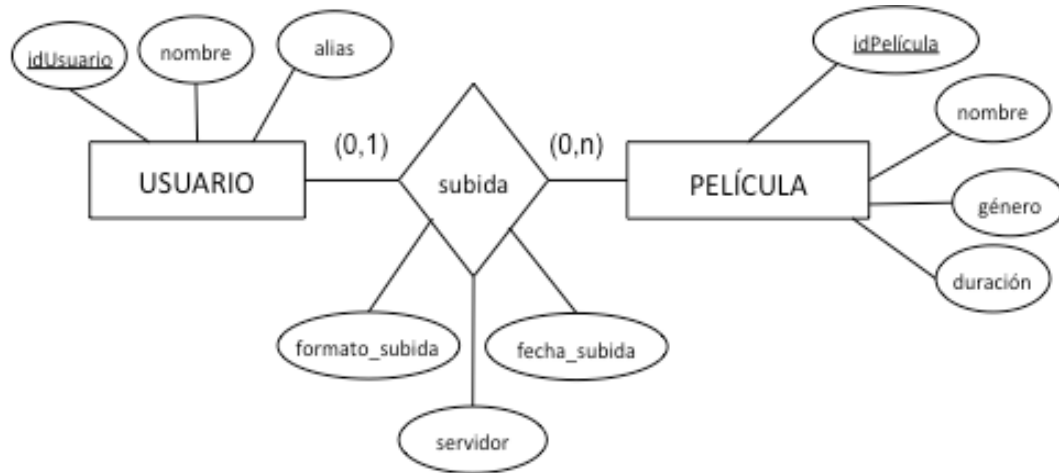 idUsuario
nombre
alias
idPelícula
nombre
(0,1)
(0,n)
USUARIO
subida
PELÍCULA
género
duración
formato_subida
fecha_subida
servidor